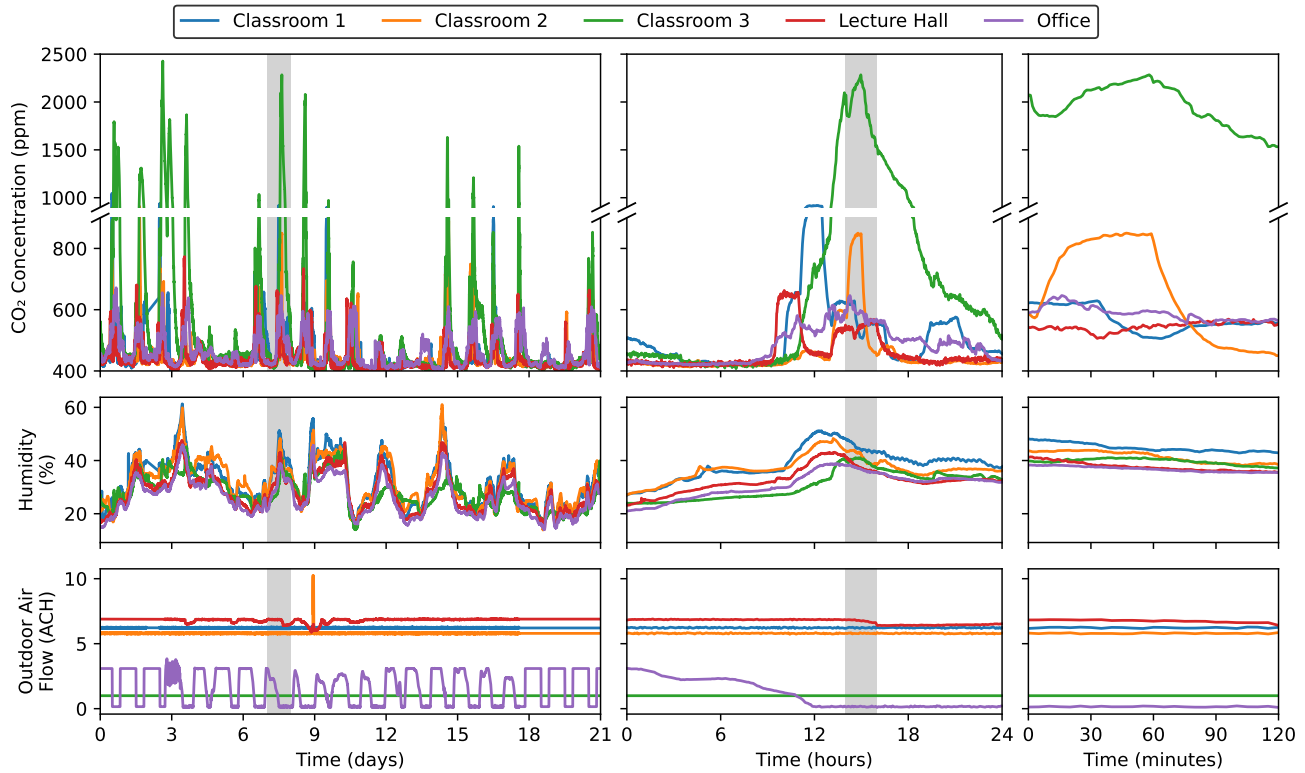 Classroom 1 Classroom 2 Classroom 3 Lecture Hall Office
CO₂ Concentration (ppm)
2500
2000
1500
1000
800
600
400
Humidity
(%)
60
40
20
Outdoor Air
Flow (ACH)
10
5
0
0 3 6 9 12 15 18 21
0 6 12 18 24
0 30 60 90 120
Time (days)
Time (hours)
Time (minutes)